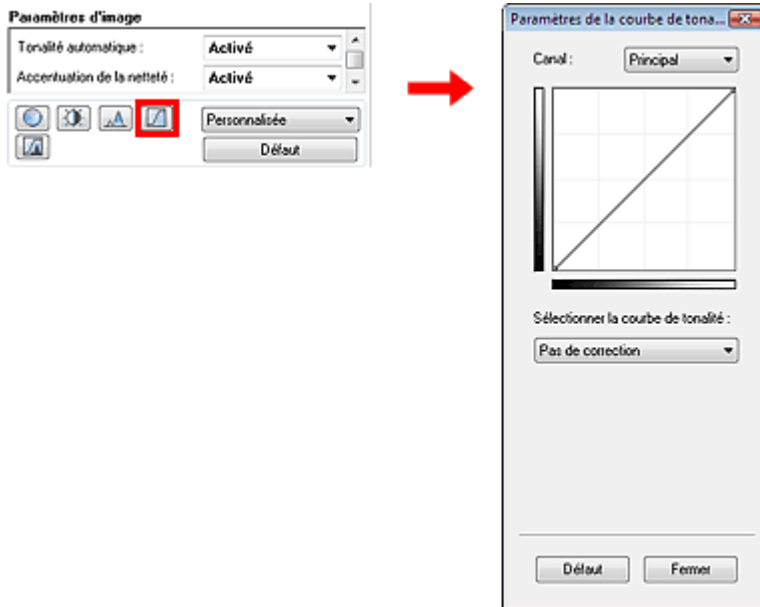 Paramètres d'image
Tonalité automatique : Activé
Accentuation de la netteté : Activé
Personnalisée
Défaut
Paramètres de la courbe de tona...
Canal : Principal
Sélectionner la courbe de tonalité :
Pas de correction
Défaut Fermer